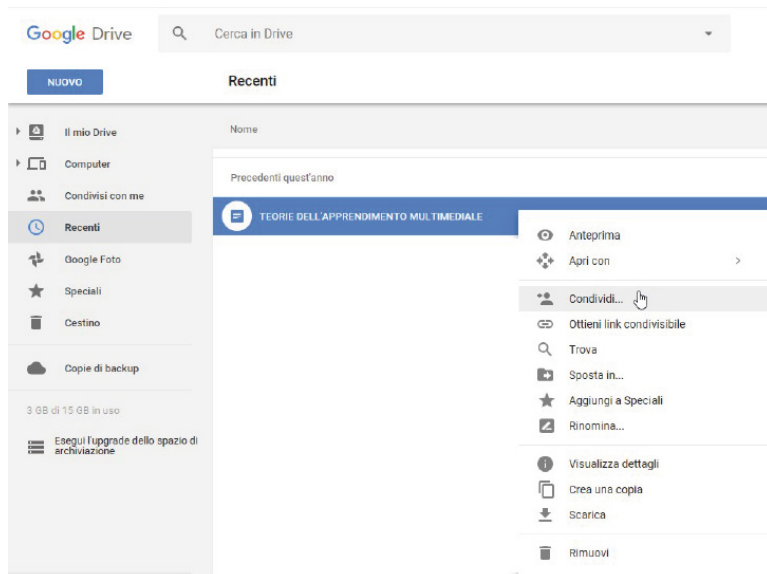 Google Drive
Cerca in Drive
NUOVO
Recenti
Il mio Drive
Computer
Condivisi con me
Recenti
Google Foto
Speciali
Cestino
Copie di backup
3 GB di 15 GB in uso
Esegui l'upgrade dello spazio di
archiviazione
Nome
Precedenti quest'anno
TEORIE DELL'APPRENDIMENTO MULTIMEDIALE
Anteprima
Apri con
Condividi...
Ottieni link condivisibile
Trova
Sposta in...
Aggiungi a Speciali
Rinomina...
Visualizza dettagli
Crea una copia
Scarica
Rimuovi